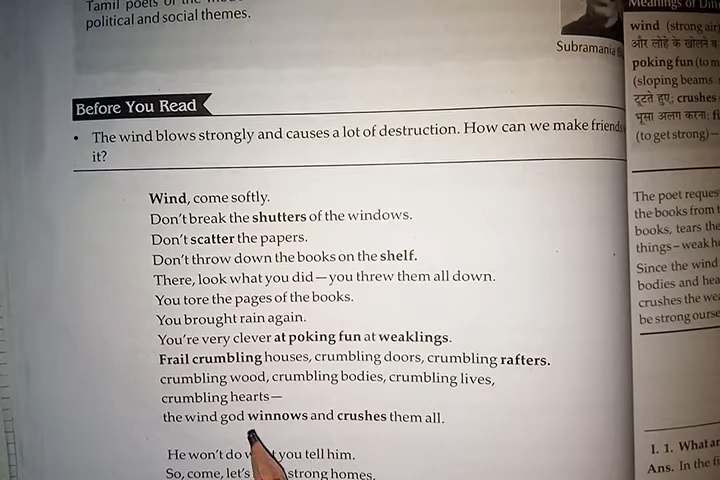 Tamil poets of the
political and social themes.
Subramania
Before You Read
• The wind blows strongly and causes a lot of destruction. How can we make friends
it?
Wind, come softly.
Don't break the shutters of the windows.
Don't scatter the papers.
Don't throw down the books on the shelf.
There, look what you did—you threw them all down.
You tore the pages of the books.
You brought rain again.
You're very clever at poking fun at weaklings.
Frail crumbling houses, crumbling doors, crumbling rafters.
crumbling wood, crumbling bodies, crumbling lives,
crumbling hearts—
the wind god winnows and crushes them all.
He won't do you tell him.
So, come, let's strong homes,
Meanings of
wind (strong air
और लोहे के खोलने व
poking fun (to m
(sloping beams
टूटते हुए; crushes
भूसा अलग करना;
(to get strong)—
The poet reques
the books from t
books, tears the
things—weak h
Since the wind
bodies and hea
crushes the wea
be strong ourse
I. 1. What ar
Ans. In the fi